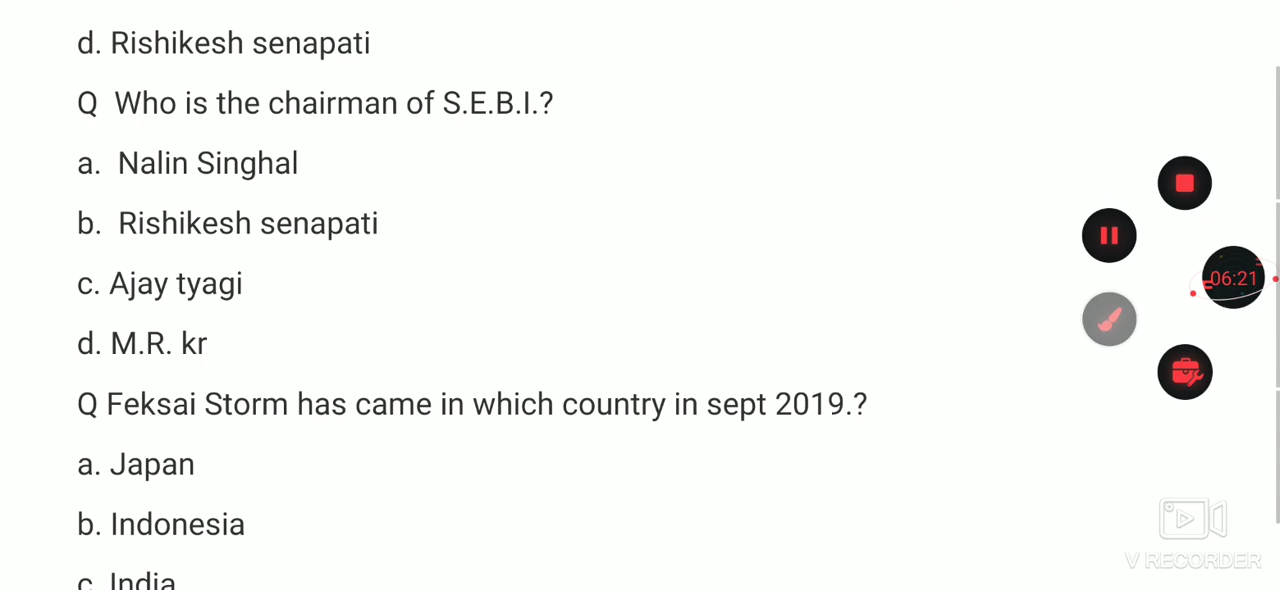 d. Rishikesh senapati
Q Who is the chairman of S.E.B.I.?
a. Nalin Singhal
b. Rishikesh senapati
c. Ajay tyagi
d. M.R. kr
Q Feksai Storm has came in which country in sept 2019.?
a. Japan
b. Indonesia
c. India
06:21
V RECORDER